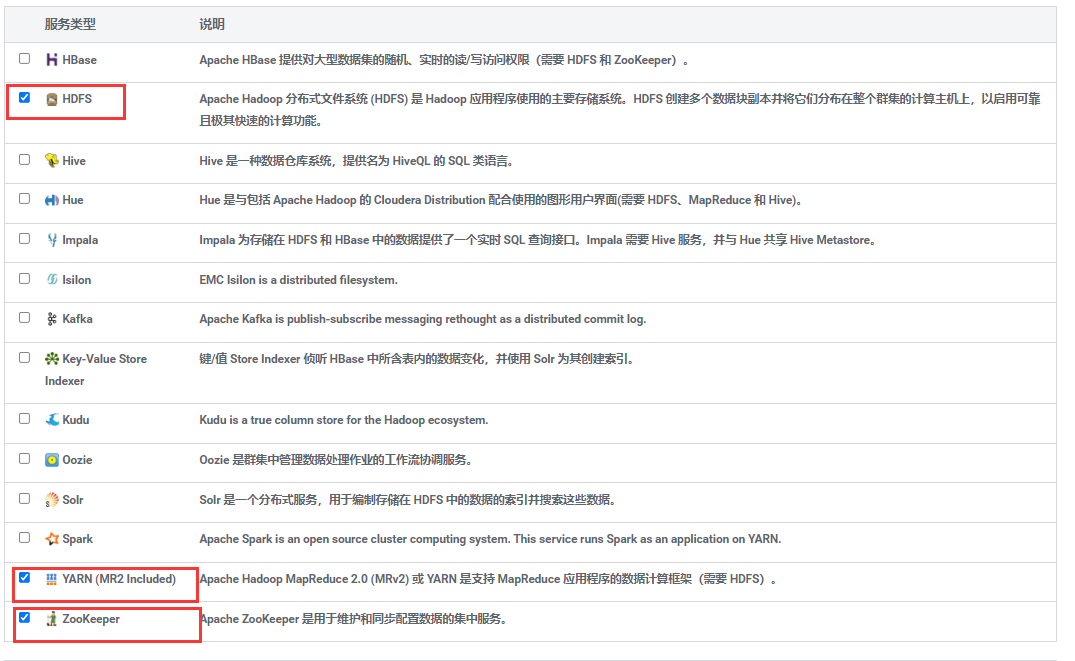 服务类型 说明
HBase Apache HBase 提供对大型数据集的随机、实时的读/写访问权限（需要 HDFS 和 ZooKeeper）。
HDFS Apache Hadoop 分布式文件系统 (HDFS) 是 Hadoop 应用程序使用的主要存储系统。HDFS 创建多个数据块副本并将它们分布在整个群集的计算主机上，以启用可靠
且极其快速的计算功能。
Hive Hive 是一种数据仓库系统，提供名为 HiveQL 的 SQL 类语言。
Hue Hue 是与包括 Apache Hadoop 的 Cloudera Distribution 配合使用的图形用户界面(需要 HDFS、MapReduce 和 Hive)。
Impala Impala 为存储在 HDFS 和 HBase 中的数据提供了一个实时 SQL 查询接口。Impala 需要 Hive 服务，并与 Hue 共享 Hive Metastore。
Isilon EMC Isilon is a distributed filesystem.
Kafka Apache Kafka is publish-subscribe messaging rethought as a distributed commit log.
Key-Value Store 键/值 Store Indexer 侦听 HBase 中所含表内的数据变化，并使用 Solr 为其创建索引。
Indexer
Kudu Kudu is a true column store for the Hadoop ecosystem.
Oozie Oozie 是群集中管理数据处理作业的工作流协调服务。
Solr Solr 是一个分布式服务，用于编制存储在 HDFS 中的数据的索引并搜索这些数据。
Spark Apache Spark is an open source cluster computing system. This service runs Spark as an application on YARN.
YARN (MR2 Included) Apache Hadoop MapReduce 2.0 (MRv2) 或 YARN 是支持 MapReduce 应用程序的数据计算框架（需要 HDFS）。
ZooKeeper Apache ZooKeeper 是用于维护和同步配置数据的集中服务。